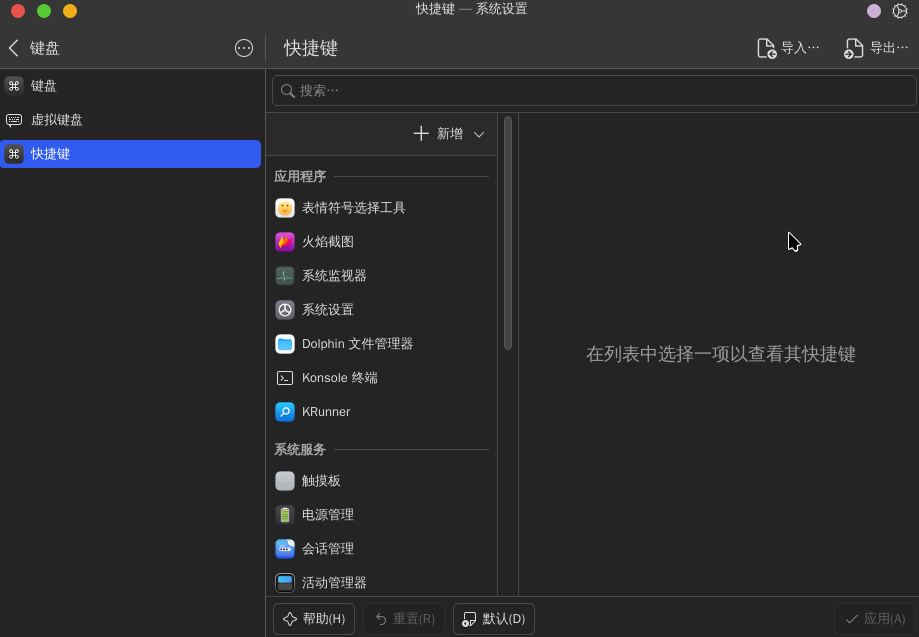 快捷键 — 系统设置
键盘
快捷键
导入…
导出…
键盘
虚拟键盘
快捷键
搜索…
新增
应用程序
表情符号选择工具
火焰截图
系统监视器
系统设置
Dolphin 文件管理器
Konsole 终端
KRunner
系统服务
触摸板
电源管理
会话管理
活动管理器
在列表中选择一项以查看其快捷键
帮助(H)
重置(R)
默认(D)
应用(A)